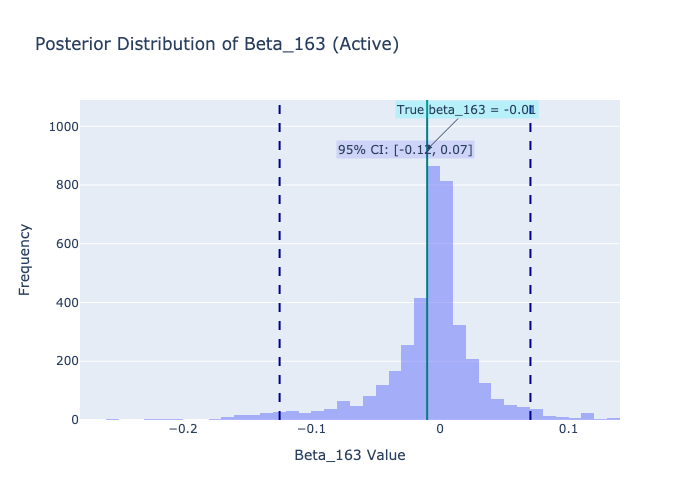 Posterior Distribution of Beta_163 (Active)
True beta_163 = -0.01
95% CI: [-0.12, 0.07]
1000
800
600
400
200
0
Frequency
−0.2
−0.1
0
0.1
Beta_163 Value